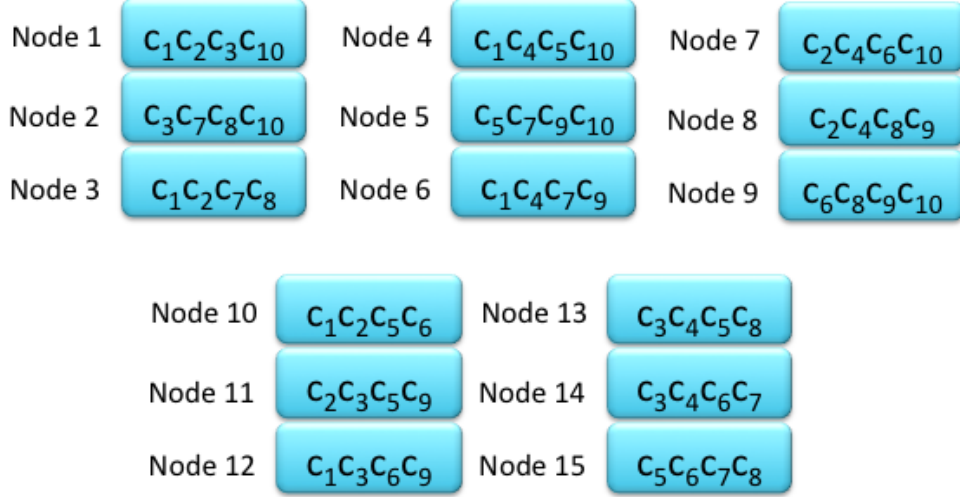 Node 1 C₁C₂C₃C₁₀ Node 4 C₁C₄C₅C₁₀ Node 7 C₂C₄C₆C₁₀
Node 2 C₃C₇C₈C₁₀ Node 5 C₅C₇C₉C₁₀ Node 8 C₂C₄C₈C₉
Node 3 C₁C₂C₇C₈ Node 6 C₁C₄C₇C₉ Node 9 C₆C₈C₉C₁₀
Node 10 C₁C₂C₅C₆ Node 13 C₃C₄C₅C₈
Node 11 C₂C₃C₅C₉ Node 14 C₃C₄C₆C₇
Node 12 C₁C₃C₆C₉ Node 15 C₅C₆C₇C₈